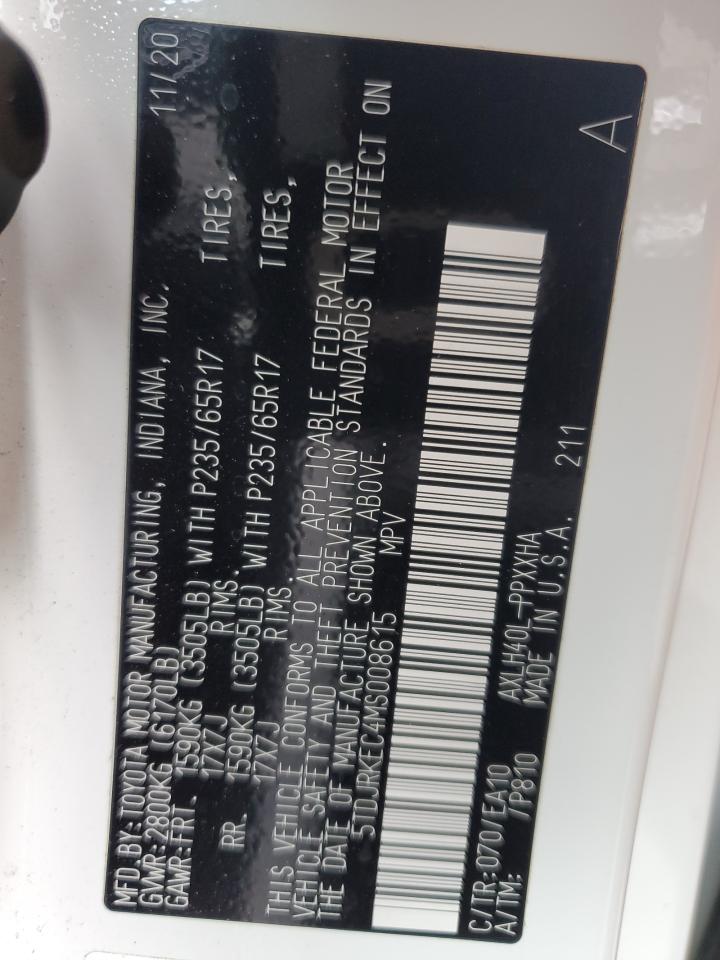 MFD.BY: TOYOTA MOTOR MANUFACTURING, INDIANA, INC. 11/20
GVWR: 2800KG (6170LB)
GAWR: FRT. 1590KG (3505LB) WITH P235/65R17 TIRES,
17X7J RIMS.
RR. 1590KG (3505LB) WITH P235/65R17 TIRES,
17X7J RIMS.
THIS VEHICLE CONFORMS TO ALL APPLICABLE FEDERAL MOTOR
VEHICLE SAFETY AND THEFT PREVENTION STANDARDS IN EFFECT ON
THE DATE OF MANUFACTURE SHOWN ABOVE.
5TDJRKEC4MS008615 MPV
C/TR: 070/EA10 AXLH40L-PPXXHA
A/TM: /P810 MADE IN U.S.A. 211 A